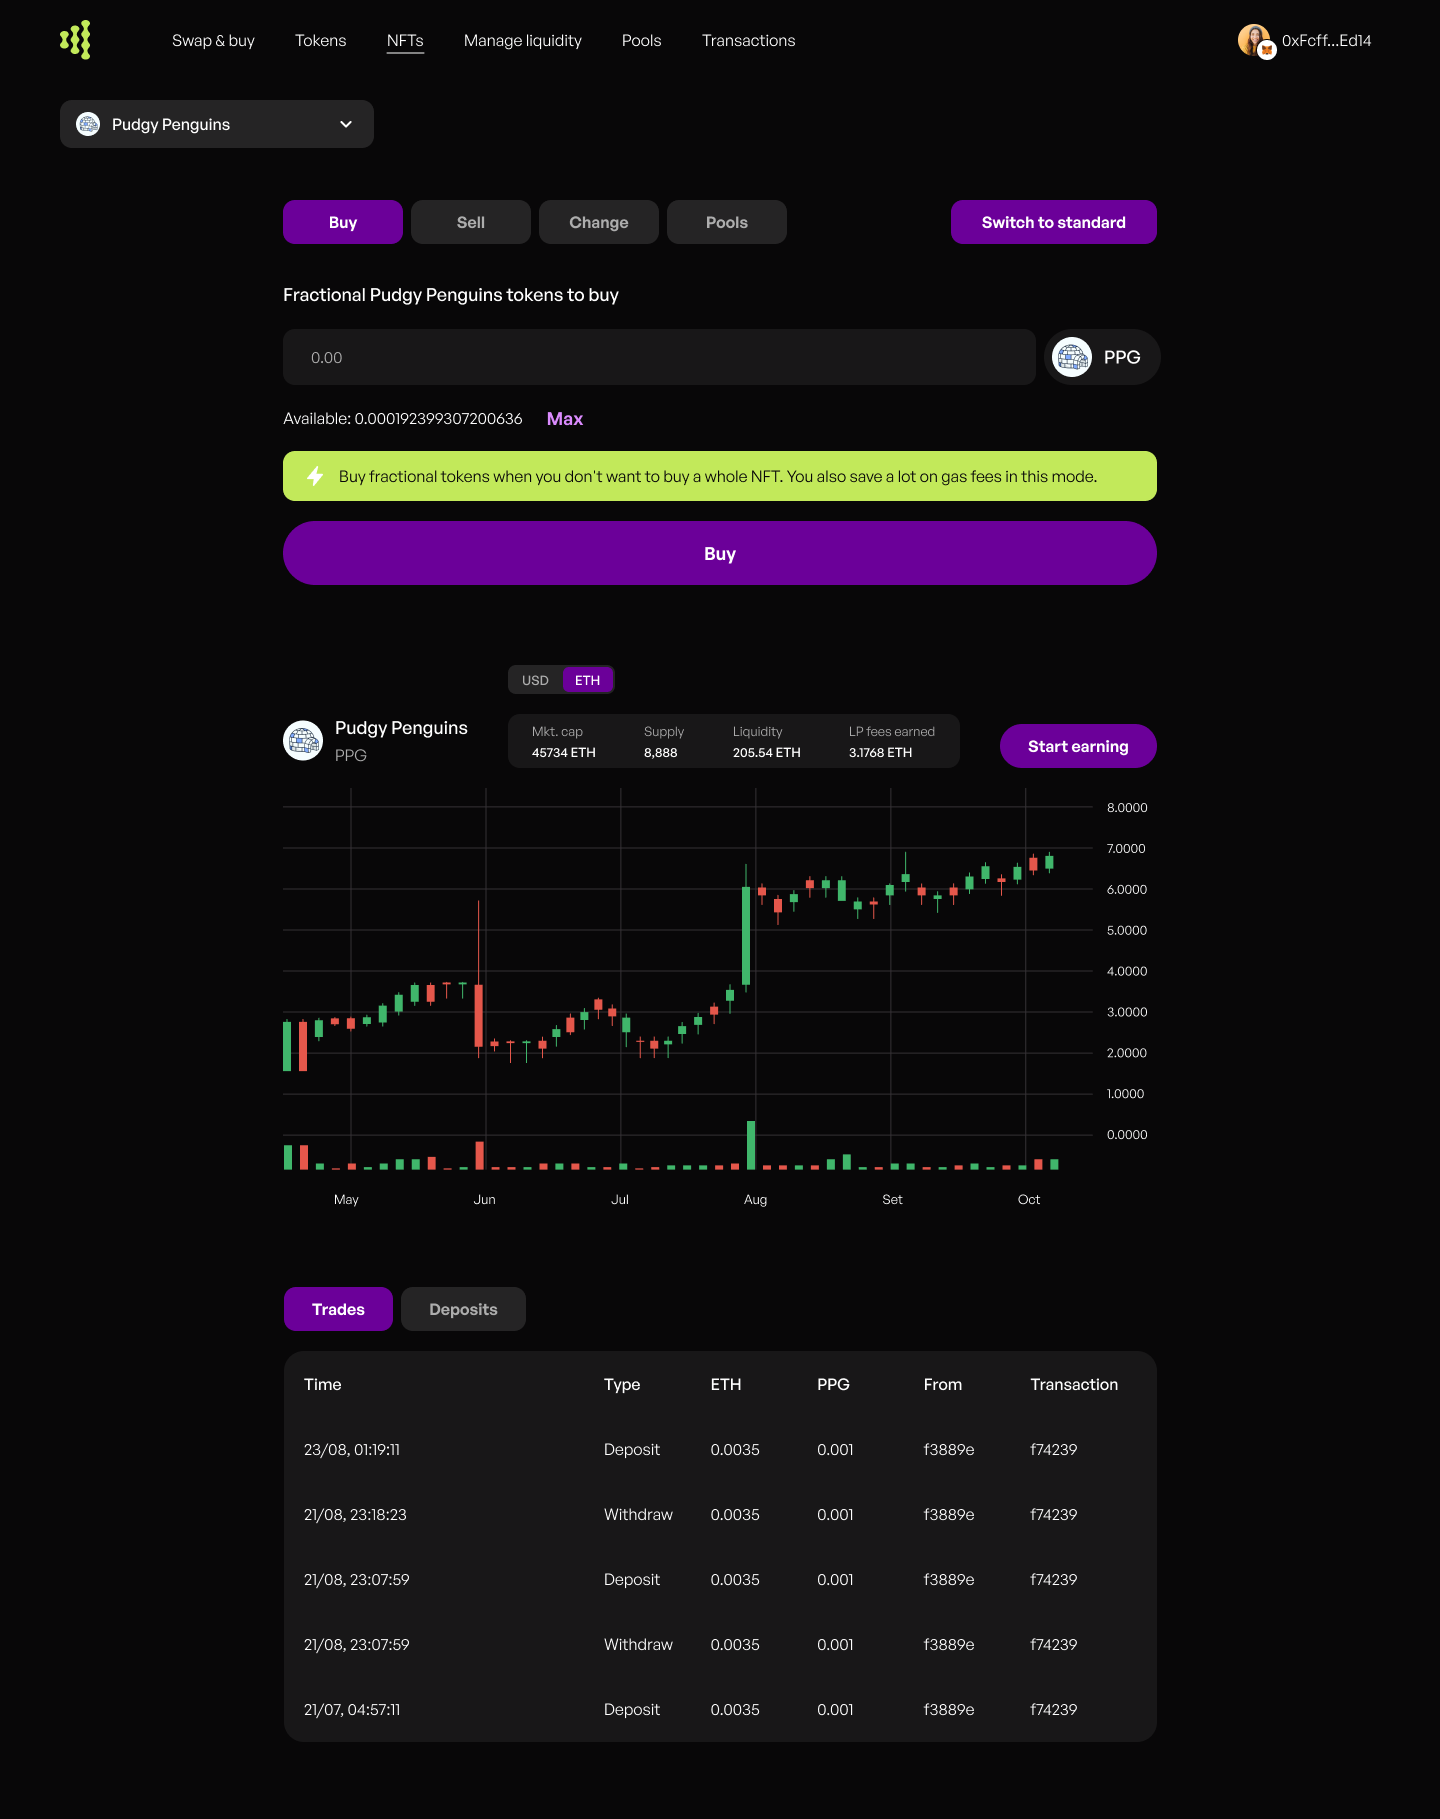 Swap & buy Tokens NFTs Manage liquidity Pools Transactions 0xFcff...Ed14
Pudgy Penguins
Buy Sell Change Pools Switch to standard
Fractional Pudgy Penguins tokens to buy
0.00 PPG
Available: 0.000192399307200636 Max
Buy fractional tokens when you don't want to buy a whole NFT. You also save a lot on gas fees in this mode.
Buy
USD ETH
Pudgy Penguins
PPG
Mkt. cap Supply Liquidity LP fees earned
45734 ETH 8,888 205.54 ETH 3.1768 ETH
Start earning
8.0000
7.0000
6.0000
5.0000
4.0000
3.0000
2.0000
1.0000
0.0000
May Jun Jul Aug Set Oct
Trades Deposits
Time Type ETH PPG From Transaction
23/08, 01:19:11 Deposit 0.0035 0.001 f3889e f74239
21/08, 23:18:23 Withdraw 0.0035 0.001 f3889e f74239
21/08, 23:07:59 Deposit 0.0035 0.001 f3889e f74239
21/08, 23:07:59 Withdraw 0.0035 0.001 f3889e f74239
21/07, 04:57:11 Deposit 0.0035 0.001 f3889e f74239